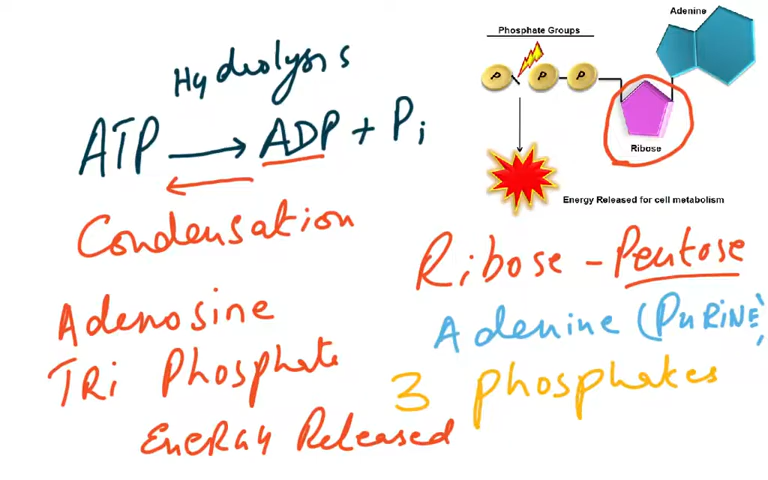 Hydrolysis
ATP → ADP + Pi
Condensation
Adenosine
TRi Phosphate
ENERGY Released
Phosphate Groups
Adenine
P P P
Ribose
Energy Released for cell metabolism
Ribose - Pentose
Adenine (PURINE)
3 phosphates